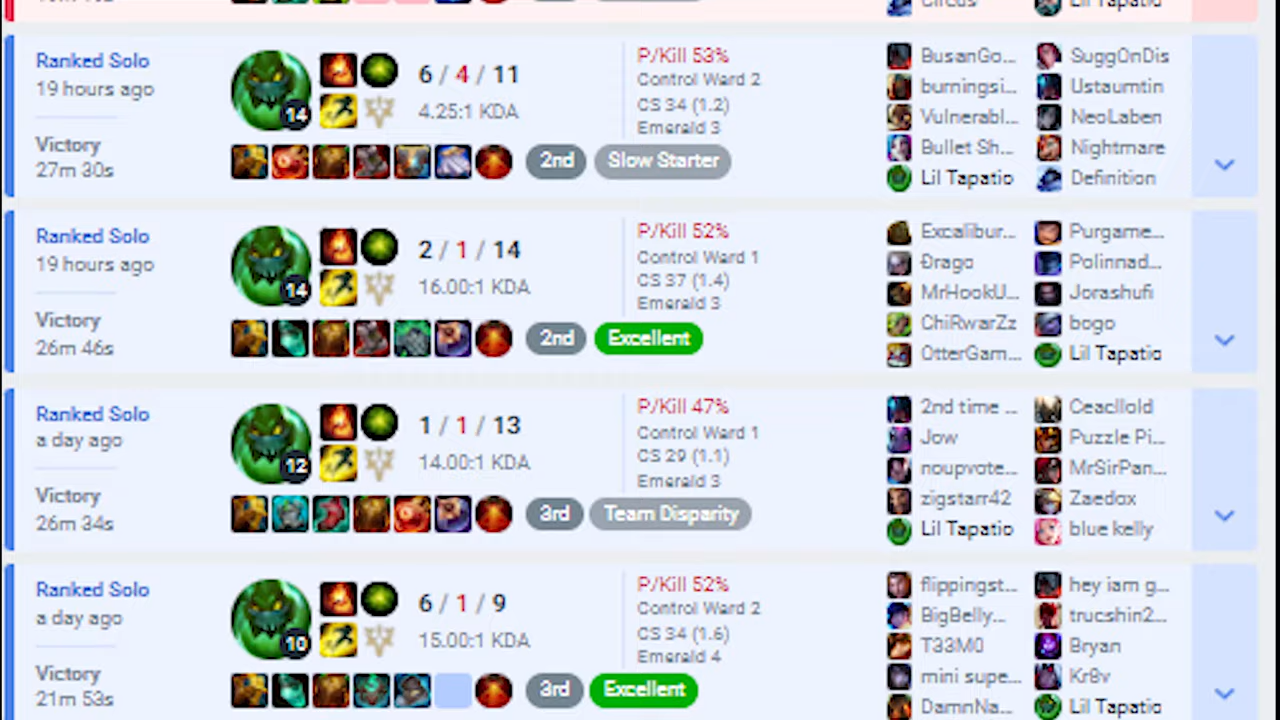 Circus Lil Tapatio
Ranked Solo
19 hours ago
Victory
27m 30s
14
6 / 4 / 11
4.25:1 KDA
2nd Slow Starter
P/Kill 53%
Control Ward 2
CS 34 (1.2)
Emerald 3
BusanGo... SuggOnDis
burningsi... Ustaumtin
Vulnerabl... NeoLaben
Bullet Sh... Nightmare
Lil Tapatio Definition
Ranked Solo
19 hours ago
Victory
26m 46s
14
2 / 1 / 14
16.00:1 KDA
2nd Excellent
P/Kill 52%
Control Ward 1
CS 37 (1.4)
Emerald 3
Excalibur... Purgame...
Đrago Polinnad...
MrHookU... Jorashufi
ChiRwarZz bogo
OtterGam... Lil Tapatio
Ranked Solo
a day ago
Victory
26m 34s
12
1 / 1 / 13
14.00:1 KDA
3rd Team Disparity
P/Kill 47%
Control Ward 1
CS 29 (1.1)
Emerald 3
2nd time ... Ceacllold
Jow Puzzle Pi...
noupvote... MrSirPan...
zigstarr42 Zaedox
Lil Tapatio blue kelly
Ranked Solo
a day ago
Victory
21m 53s
10
6 / 1 / 9
15.00:1 KDA
3rd Excellent
P/Kill 52%
Control Ward 2
CS 34 (1.6)
Emerald 4
flippingst... hey iam g...
BigBelly... trucshin2...
T33M0 Bryan
mini supe... Kr8v
DamnNa... Lil Tapatio